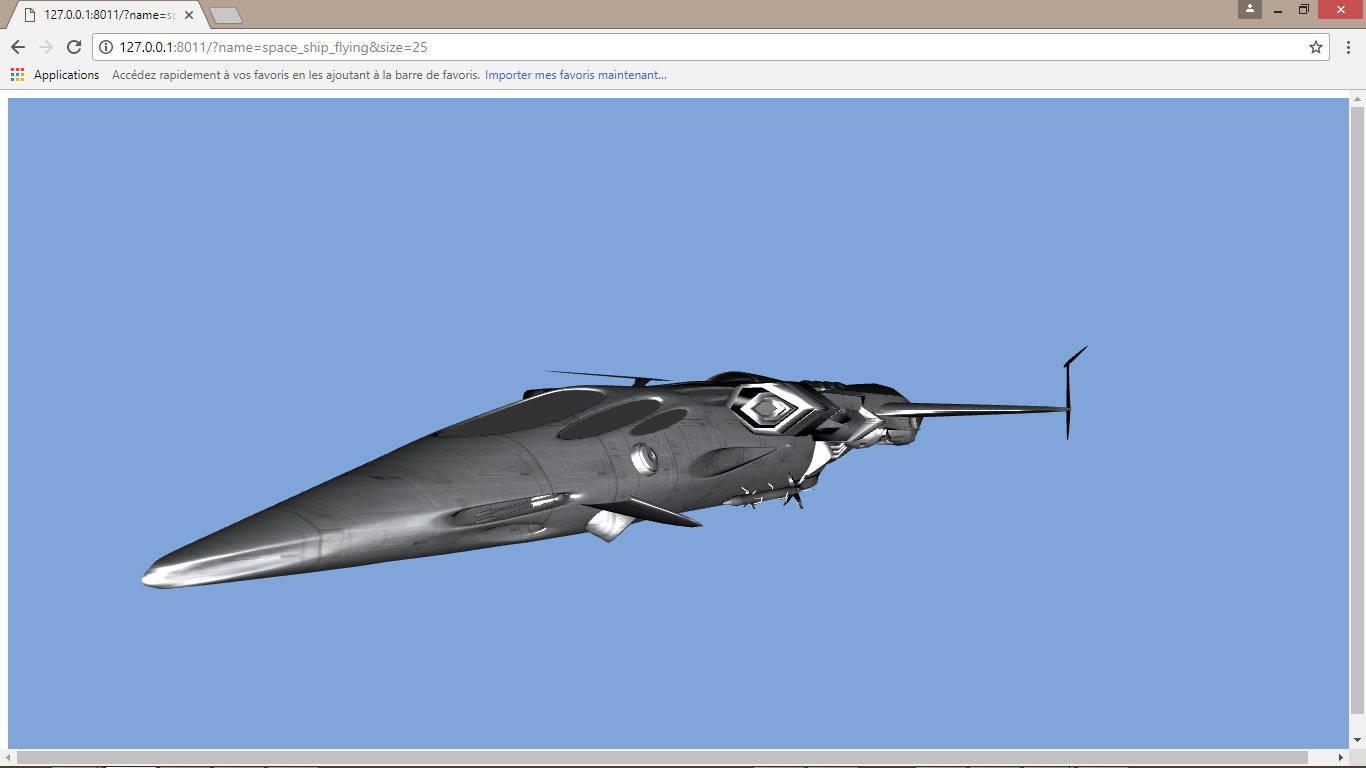 127.0.0.1:8011/?name=sp
127.0.0.1:8011/?name=space_ship_flying&size=25
Applications Accédez rapidement à vos favoris en les ajoutant à la barre de favoris. Importer mes favoris maintenant...